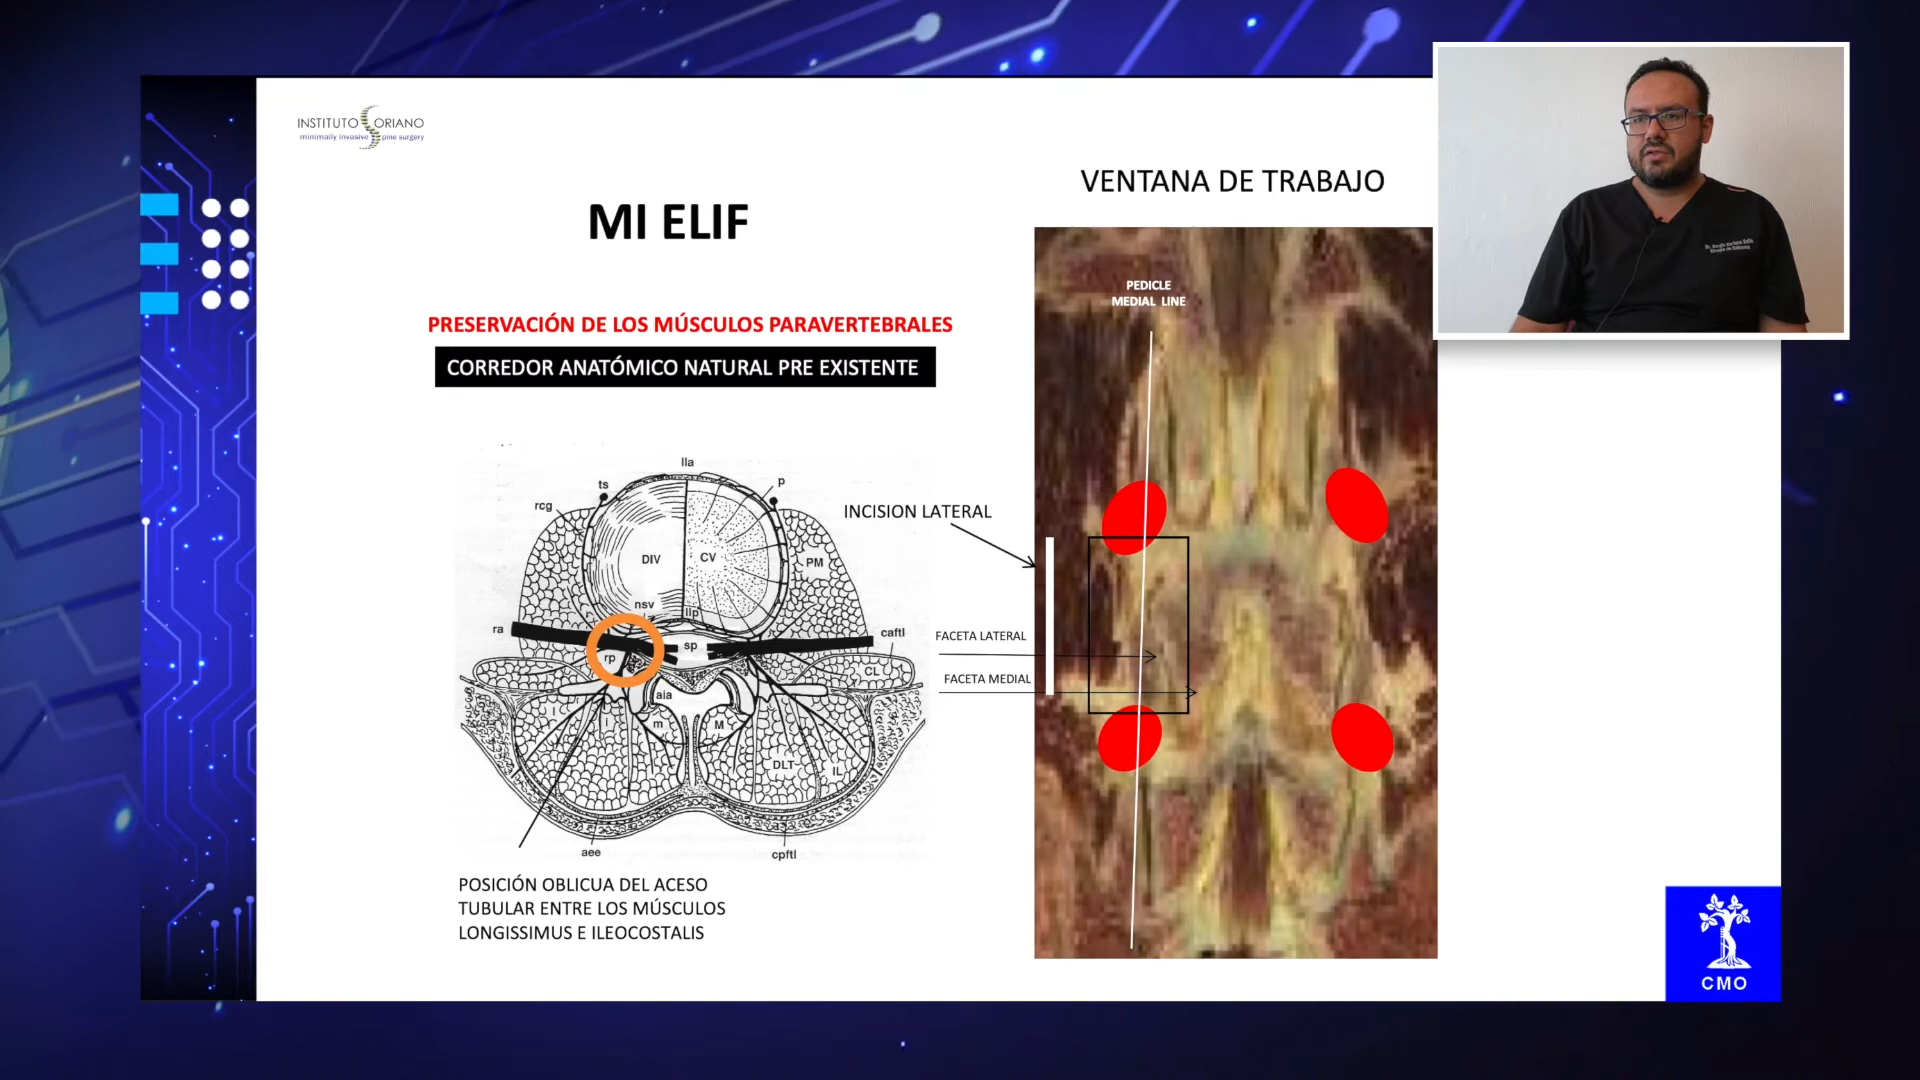 INSTITUTO SORIANO
minimally invasive spine surgery
MI ELIF
PRESERVACIÓN DE LOS MÚSCULOS PARAVERTEBRALES
CORREDOR ANATÓMICO NATURAL PRE EXISTENTE
VENTANA DE TRABAJO
PEDICLE
MEDIAL LINE
INCISION LATERAL
FACETA LATERAL
FACETA MEDIAL
lla
ts
p
rcg
DIV
CV
PM
nsv
llp
ra
sp
caftl
rp
CL
aia
l
l
m
M
DLT
IL
aee
cpftl
POSICIÓN OBLICUA DEL ACESO
TUBULAR ENTRE LOS MÚSCULOS
LONGISSIMUS E ILEOCOSTALIS
CMO